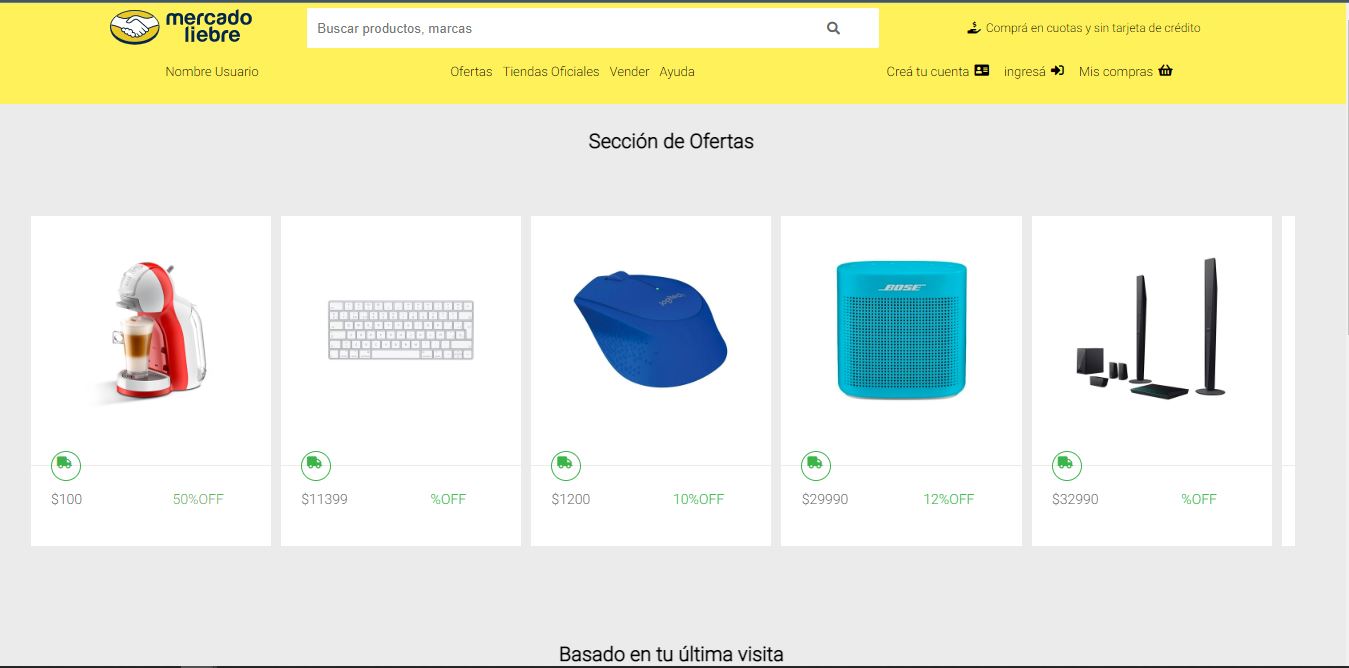 mercado
liebre
Buscar productos, marcas
Comprá en cuotas y sin tarjeta de crédito
Nombre Usuario
Ofertas Tiendas Oficiales Vender Ayuda
Creá tu cuenta ingresá Mis compras
Sección de Ofertas
logitech
BOSE
$100 50%OFF
$11399 %OFF
$1200 10%OFF
$29990 12%OFF
$32990 %OFF
Basado en tu última visita